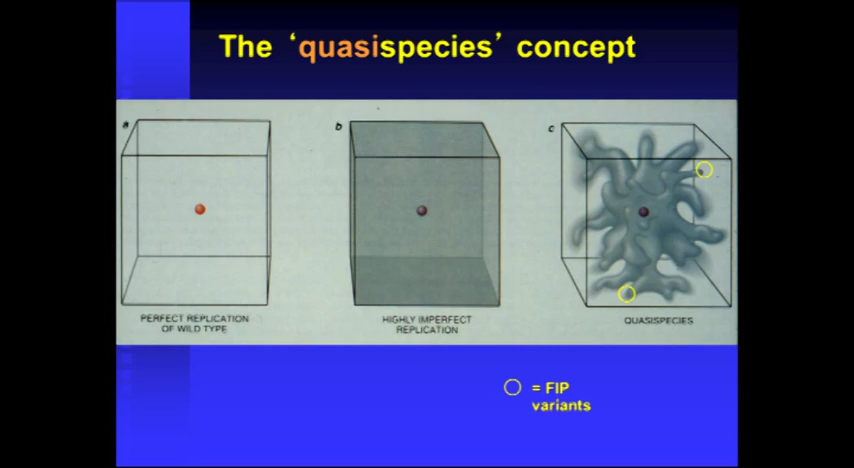 The ‘quasispecies’ concept
a
b
c
PERFECT REPLICATION
OF WILD TYPE
HIGHLY IMPERFECT
REPLICATION
QUASISPECIES
= FIP
variants